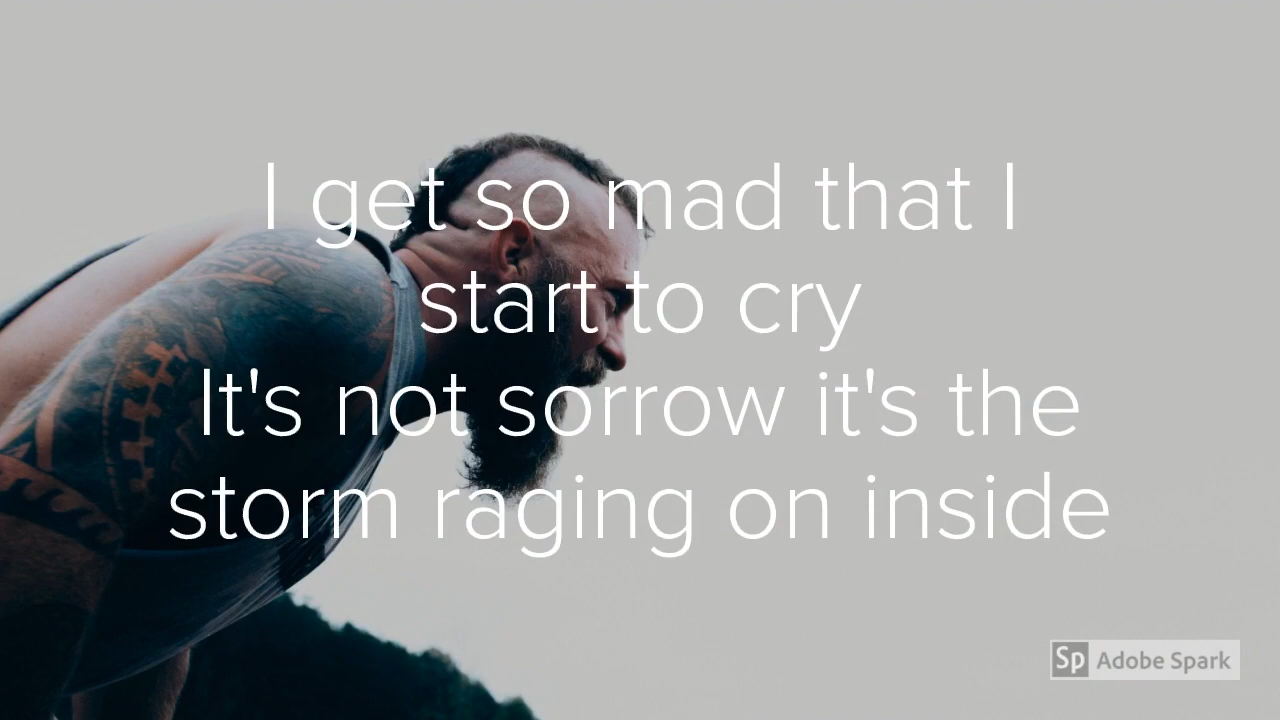 I get so mad that I
start to cry
It's not sorrow it's the
storm raging on inside
Sp Adobe Spark